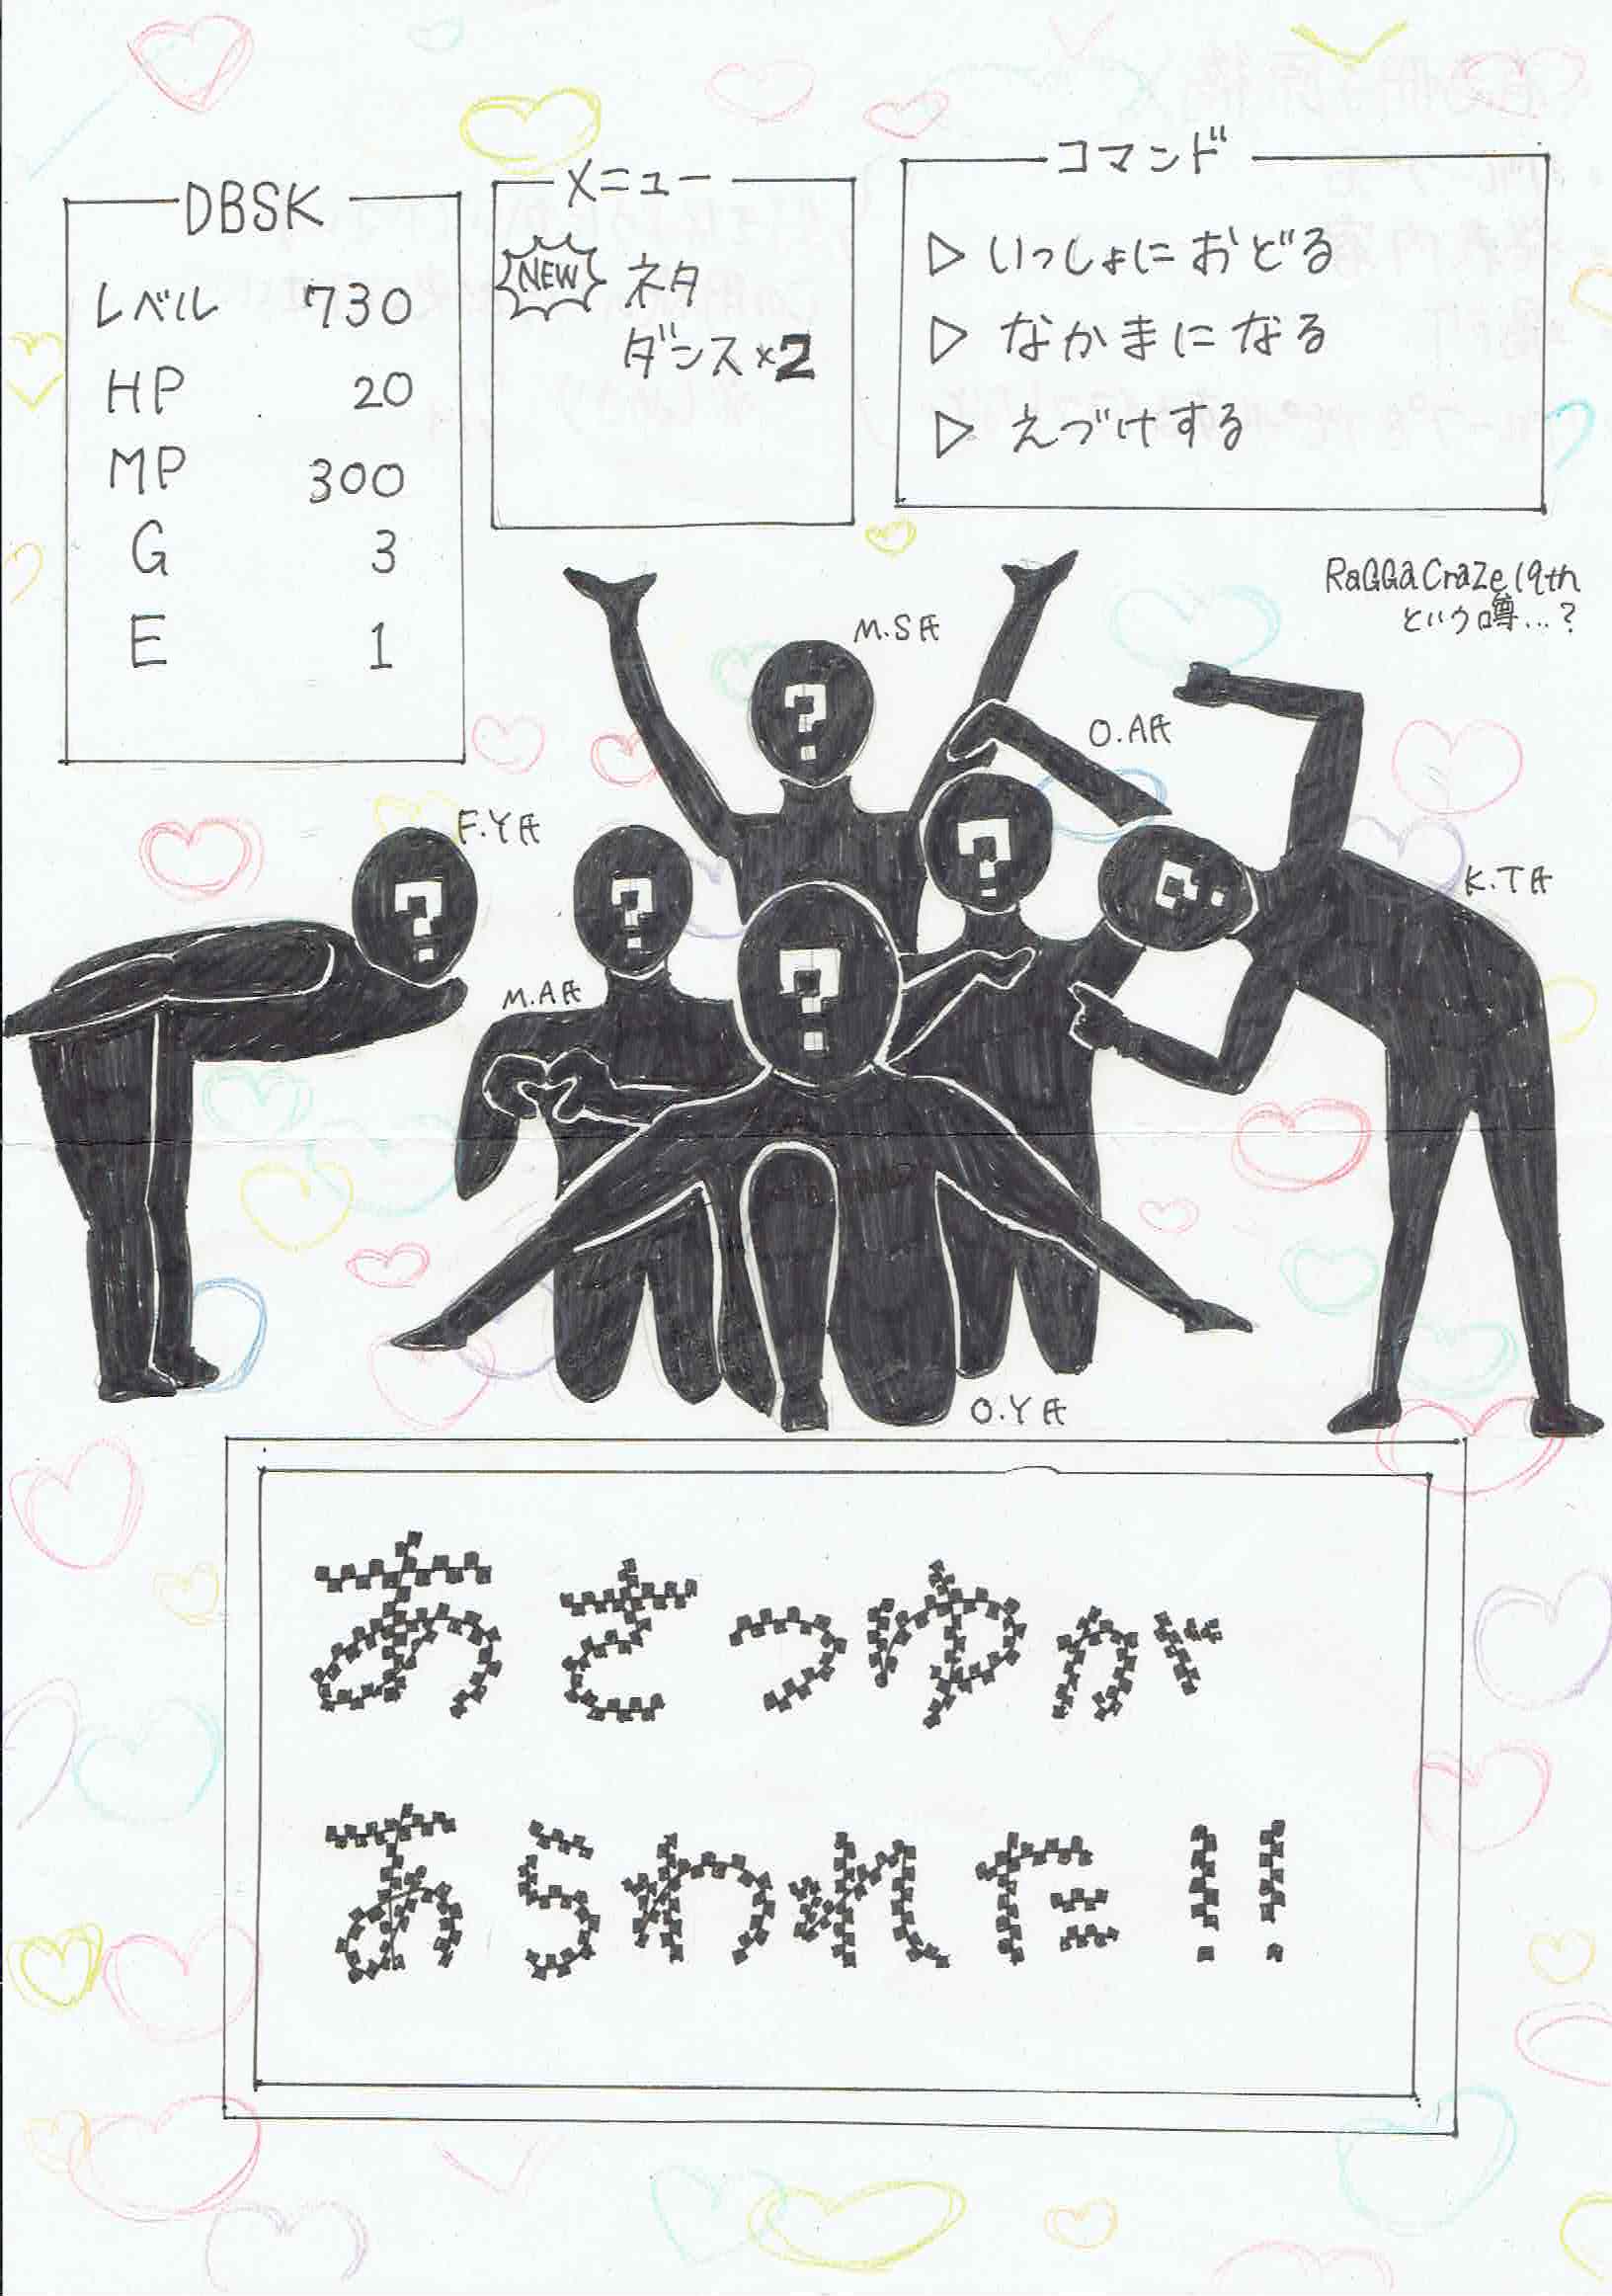 DBSK
レベル 730
HP 20
MP 300
G 3
E 1
メニュー
NEW ネタ
ダンス×2
コマンド
▷ いっしょにおどる
▷ なかまになる
▷ えづけする
RaGGa CraZe 19th
という噂…?
M.S氏
O.A氏
F.Y氏
K.T氏
M.A氏
O.Y氏
?
?
?
?
?
?
?
あとつゆが
あらわれた!!